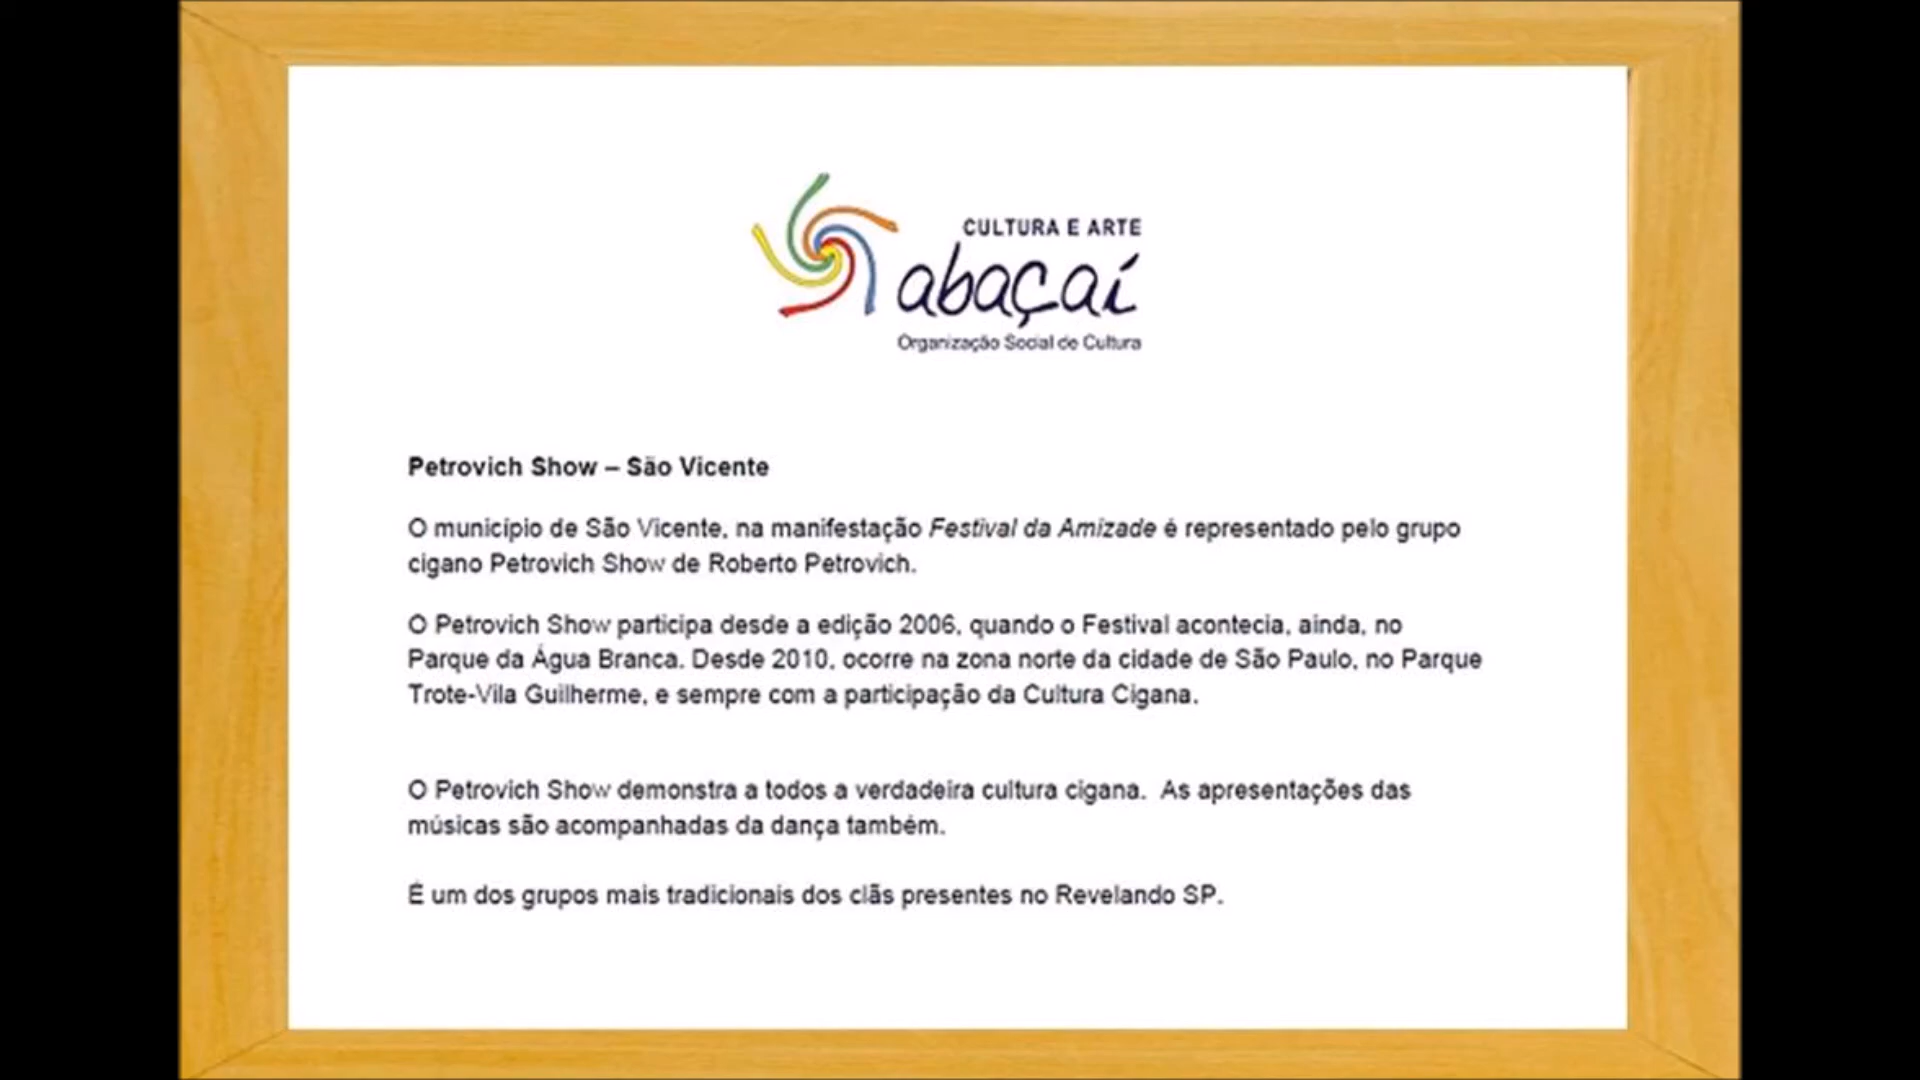 CULTURA E ARTE
abaçaí
Organização Social de Cultura
Petrovich Show – São Vicente
O município de São Vicente, na manifestação Festival da Amizade é representado pelo grupo
cigano Petrovich Show de Roberto Petrovich.
O Petrovich Show participa desde a edição 2006, quando o Festival acontecia, ainda, no
Parque da Água Branca. Desde 2010, ocorre na zona norte da cidade de São Paulo, no Parque
Trote-Vila Guilherme, e sempre com a participação da Cultura Cigana.
O Petrovich Show demonstra a todos a verdadeira cultura cigana. As apresentações das
músicas são acompanhadas da dança também.
É um dos grupos mais tradicionais dos clãs presentes no Revelando SP.